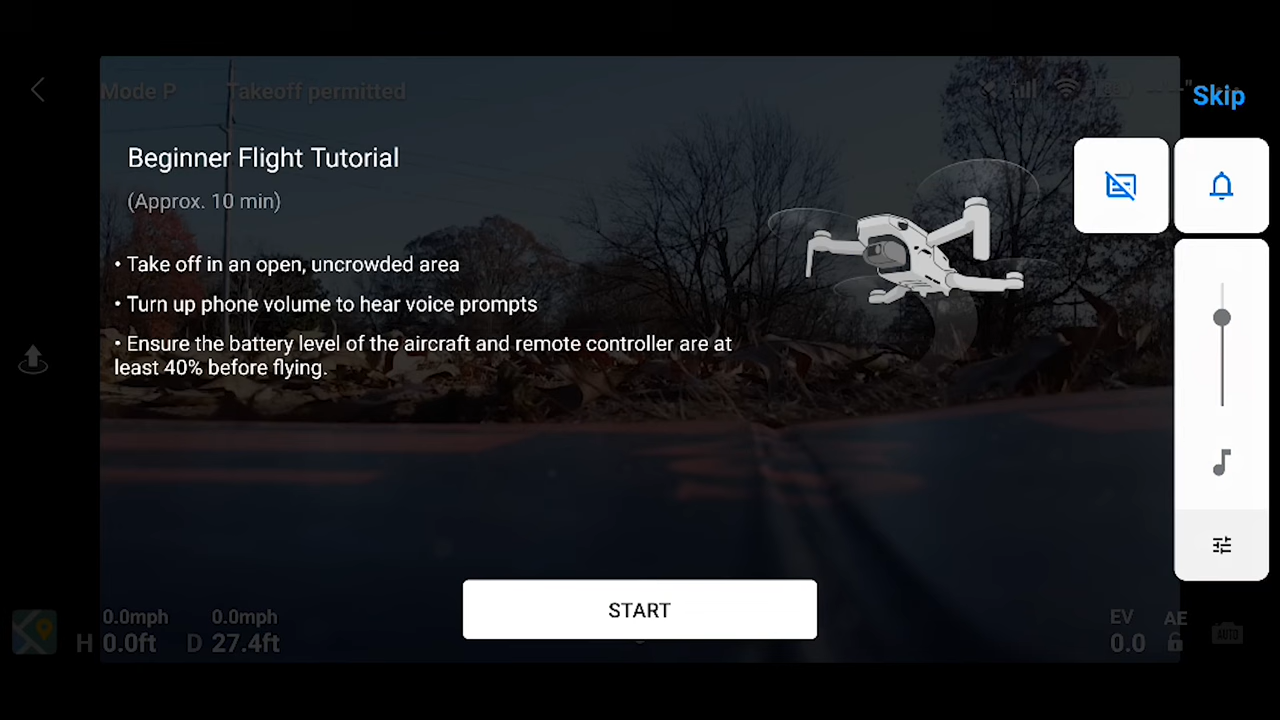 Mode P Takeoff permitted
Skip
Beginner Flight Tutorial
(Approx. 10 min)
• Take off in an open, uncrowded area
• Turn up phone volume to hear voice prompts
• Ensure the battery level of the aircraft and remote controller are at
least 40% before flying.
START
0.0mph 0.0mph
H 0.0ft D 27.4ft
EV AE
0.0
AUTO